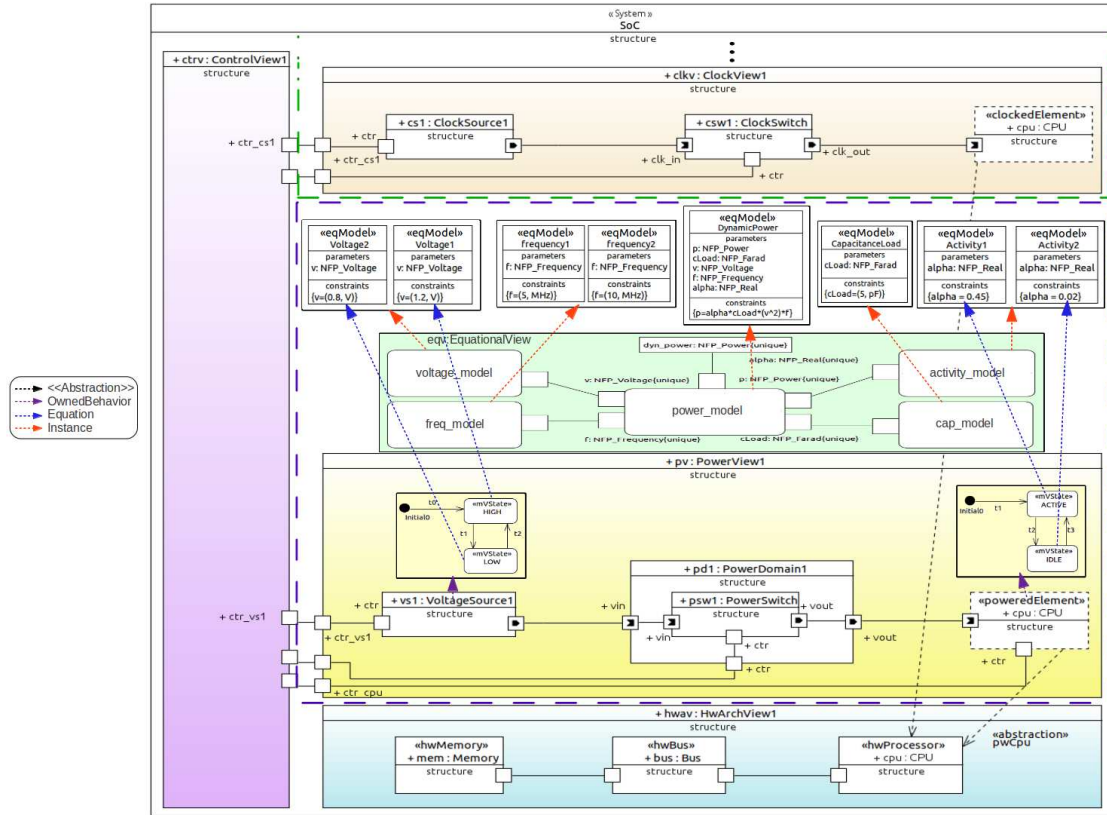 «System»
SoC
structure
+ ctrv : ControlView1
structure
+ ctr_cs1
+ ctr_vs1
+ clkv : ClockView1
structure
+ cs1 : ClockSource1
structure
+ ctr
+ ctr_cs1
+ csw1 : ClockSwitch
structure
+ clk_in
+ clk_out
+ ctr
«clockedElement»
+ cpu : CPU
structure
«eqModel»
Voltage2
parameters
v: NFP_Voltage
constraints
{v=(0.8, V)}
«eqModel»
Voltage1
parameters
v: NFP_Voltage
constraints
{v=(1.2, V)}
«eqModel»
frequency1
parameters
f: NFP_Frequency
constraints
{f=(5, MHz)}
«eqModel»
frequency2
parameters
f: NFP_Frequency
constraints
{f=(10, MHz)}
«eqModel»
DynamicPower
parameters
p: NFP_Power
cLoad: NFP_Farad
v: NFP_Voltage
f: NFP_Frequency
alpha: NFP_Real
constraints
{p=alpha*cLoad*(v^2)*f}
«eqModel»
CapacitanceLoad
parameters
cLoad: NFP_Farad
constraints
{cLoad=(5, pF)}
«eqModel»
Activity1
parameters
alpha: NFP_Real
constraints
{alpha = 0.45}
«eqModel»
Activity2
parameters
alpha: NFP_Real
constraints
{alpha = 0.02}
eqv:EquationalView
dyn_power: NFP_Power{unique}
voltage_model
alpha: NFP_Real{unique}
v: NFP_Voltage{unique}
p: NFP_Power{unique}
activity_model
freq_model
power_model
cap_model
f: NFP_Frequency{unique}
cLoad: NFP_Farad{unique}
<<Abstraction>>
OwnedBehavior
Equation
Instance
+ pv : PowerView1
structure
Initial0
t0
«mVState»
HIGH
t1
t2
«mVState»
LOW
Initial0
t1
«mVState»
ACTIVE
t2
t3
«mVState»
IDLE
+ vs1 : VoltageSource1
structure
+ ctr
+ ctr_vs1
+ pd1 : PowerDomain1
structure
+ vin
+ psw1 : PowerSwitch
structure
+ vin
+ vout
+ ctr
+ vout
+ ctr
«poweredElement»
+ cpu : CPU
structure
+ ctr
+ ctr_cpu
+ hwav : HwArchView1
structure
«hwMemory»
+ mem : Memory
structure
«hwBus»
+ bus : Bus
structure
«hwProcessor»
+ cpu : CPU
structure
«abstraction»
pwCpu